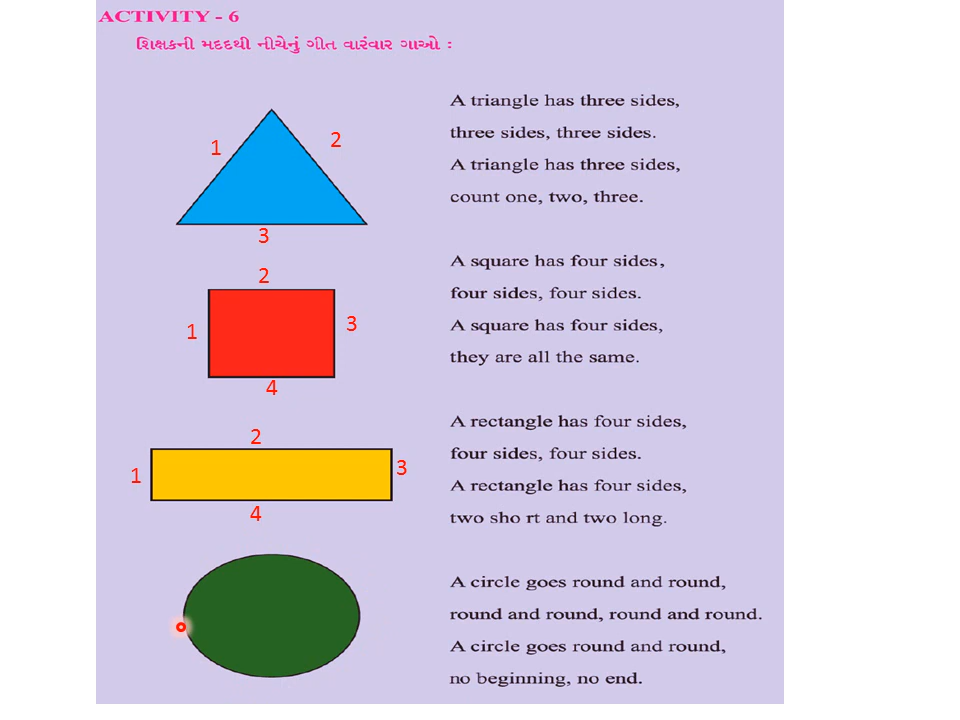 ACTIVITY - 6
શિક્ષકની મદદથી નીચેનું ગીત વારંવાર ગાઓ :
A triangle has three sides,
three sides, three sides.
A triangle has three sides,
count one, two, three.
1
2
3
A square has four sides,
four sides, four sides.
A square has four sides,
they are all the same.
2
1
3
4
A rectangle has four sides,
four sides, four sides.
A rectangle has four sides,
two sho rt and two long.
2
1
3
4
A circle goes round and round,
round and round, round and round.
A circle goes round and round,
no beginning, no end.